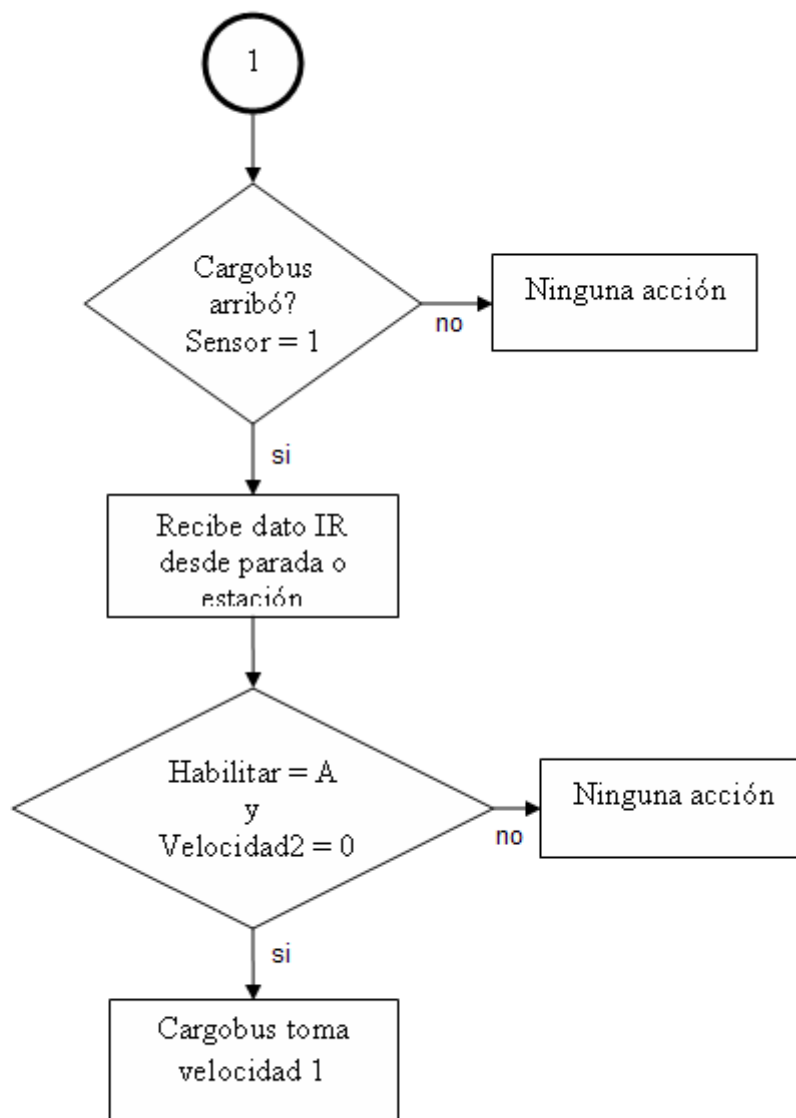 1
Cargobus
arribó?
Sensor = 1
no
Ninguna acción
si
Recibe dato IR
desde parada o
estación
Habilitar = A
y
Velocidad2 = 0
no
Ninguna acción
si
Cargobus toma
velocidad 1